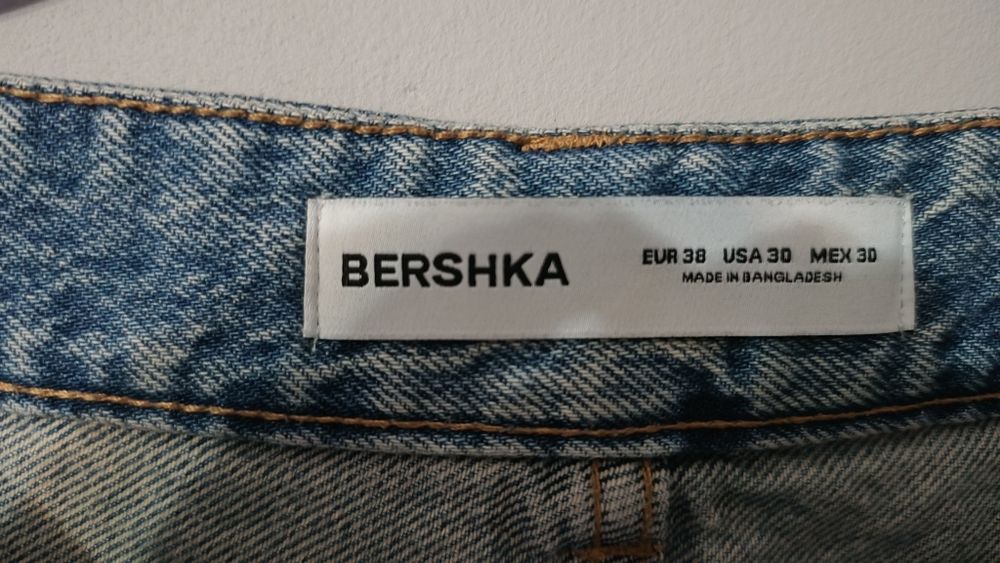 BERSHKA
EUR 38 USA 30 MEX 30
MADE IN BANGLADESH